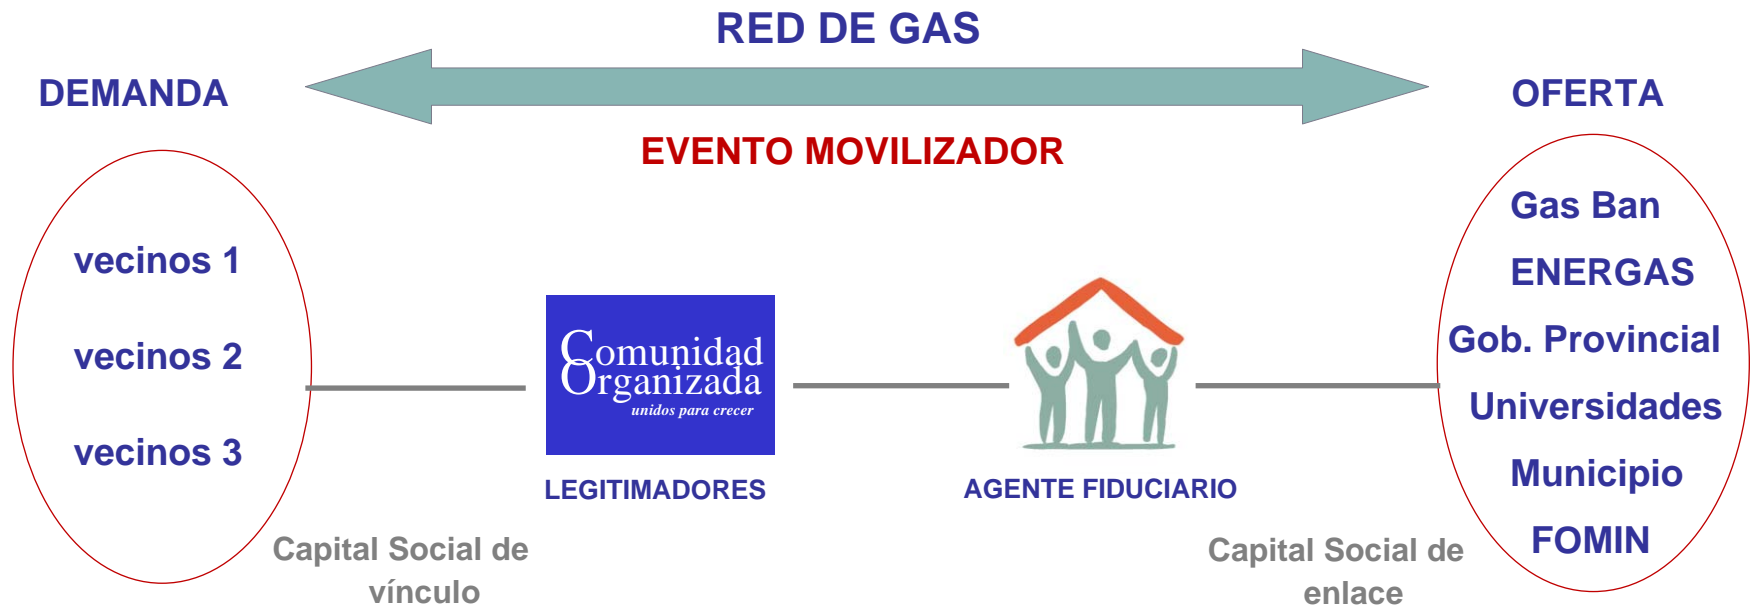 RED DE GAS
DEMANDA
OFERTA
EVENTO MOVILIZADOR
vecinos 1
vecinos 2
vecinos 3
Comunidad
Organizada
unidos para crecer
LEGITIMADORES
AGENTE FIDUCIARIO
Gas Ban
ENERGAS
Gob. Provincial
Universidades
Municipio
FOMIN
Capital Social de
vínculo
Capital Social de
enlace